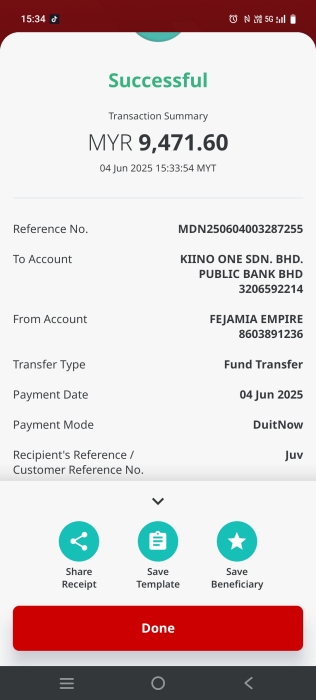 15:34
5G
Successful
Transaction Summary
MYR 9,471.60
04 Jun 2025 15:33:54 MYT
Reference No. MDN250604003287255
To Account KIINO ONE SDN. BHD.
PUBLIC BANK BHD
3206592214
From Account FEJAMIA EMPIRE
8603891236
Transfer Type Fund Transfer
Payment Date 04 Jun 2025
Payment Mode DuitNow
Recipient's Reference / Juv
Customer Reference No.
Share
Receipt
Save
Template
Save
Beneficiary
Done